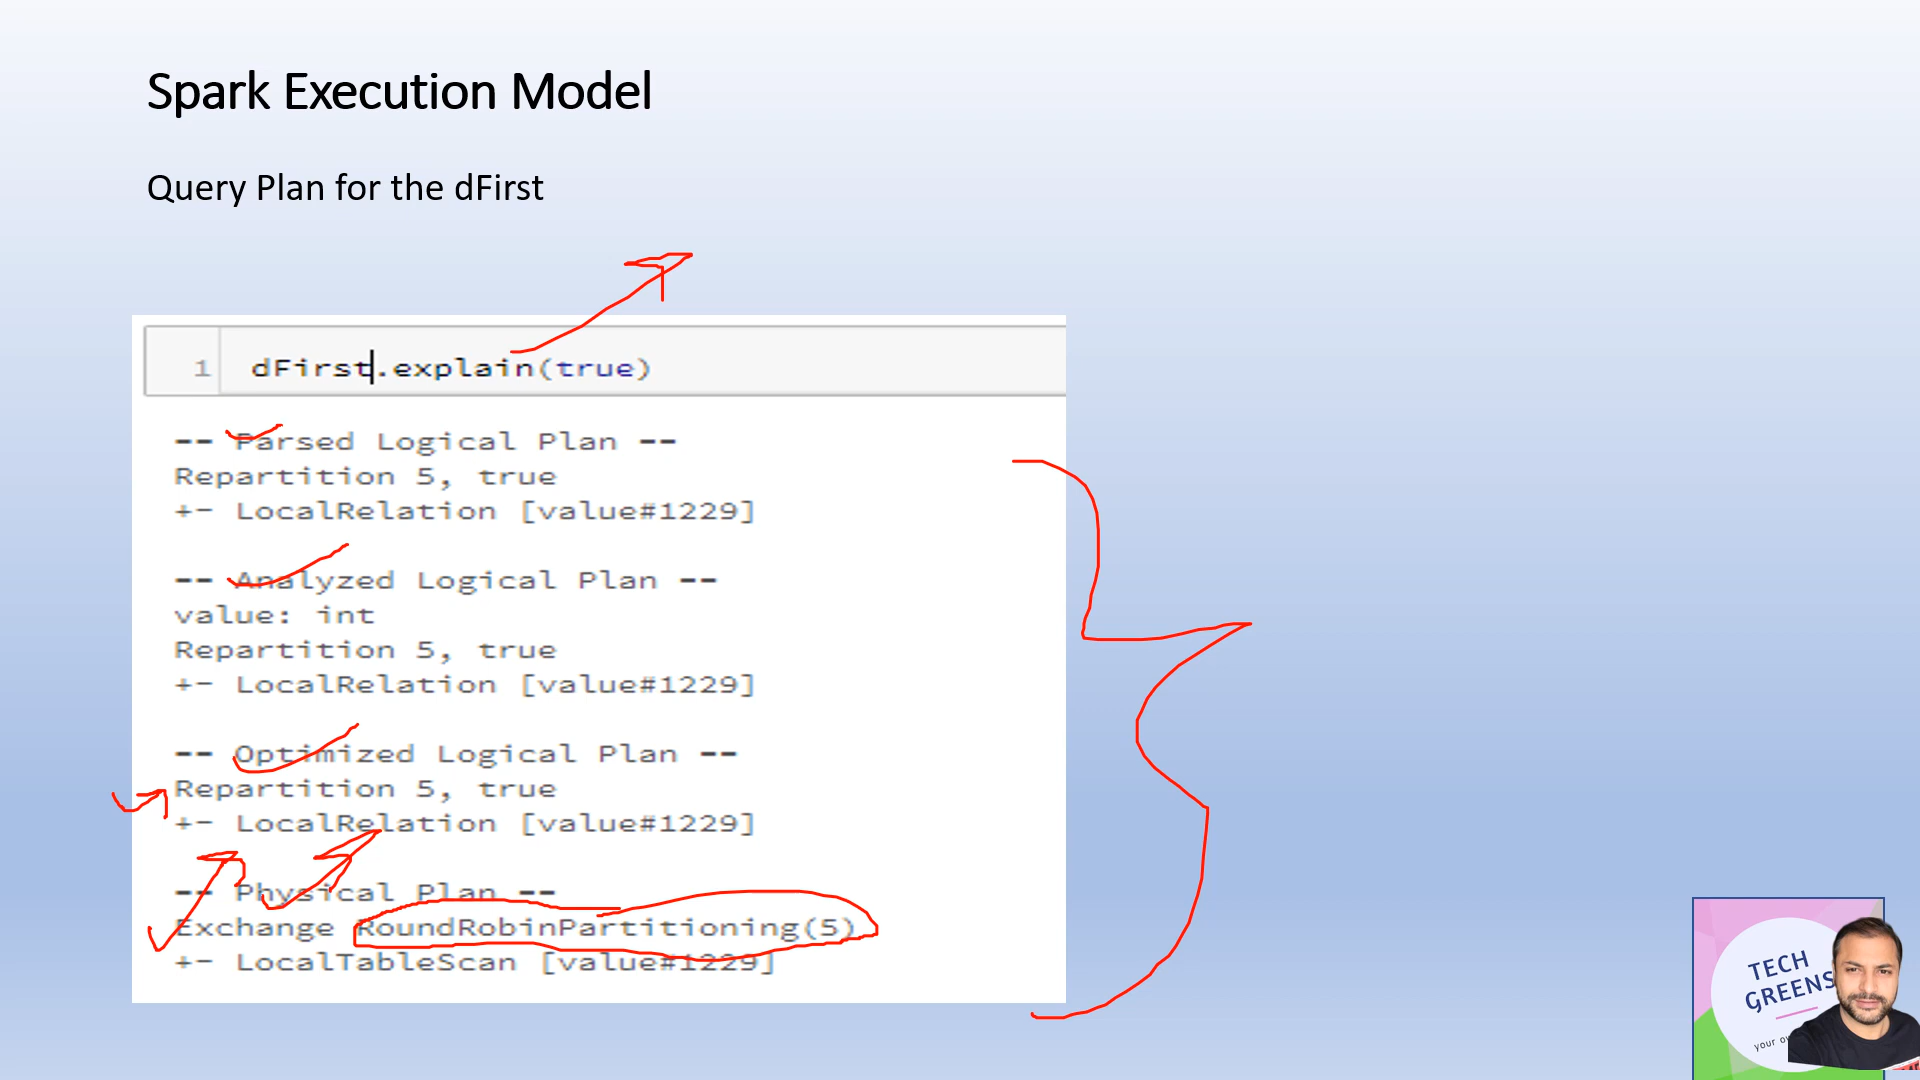 Spark Execution Model
Query Plan for the dFirst
1 dFirst.explain(true)
-- Parsed Logical Plan --
Repartition 5, true
+- LocalRelation [value#1229]
-- Analyzed Logical Plan --
value: int
Repartition 5, true
+- LocalRelation [value#1229]
-- Optimized Logical Plan --
Repartition 5, true
+- LocalRelation [value#1229]
-- Physical Plan --
Exchange RoundRobinPartitioning(5)
+- LocalTableScan [value#1229]
TECH
GREENS
your